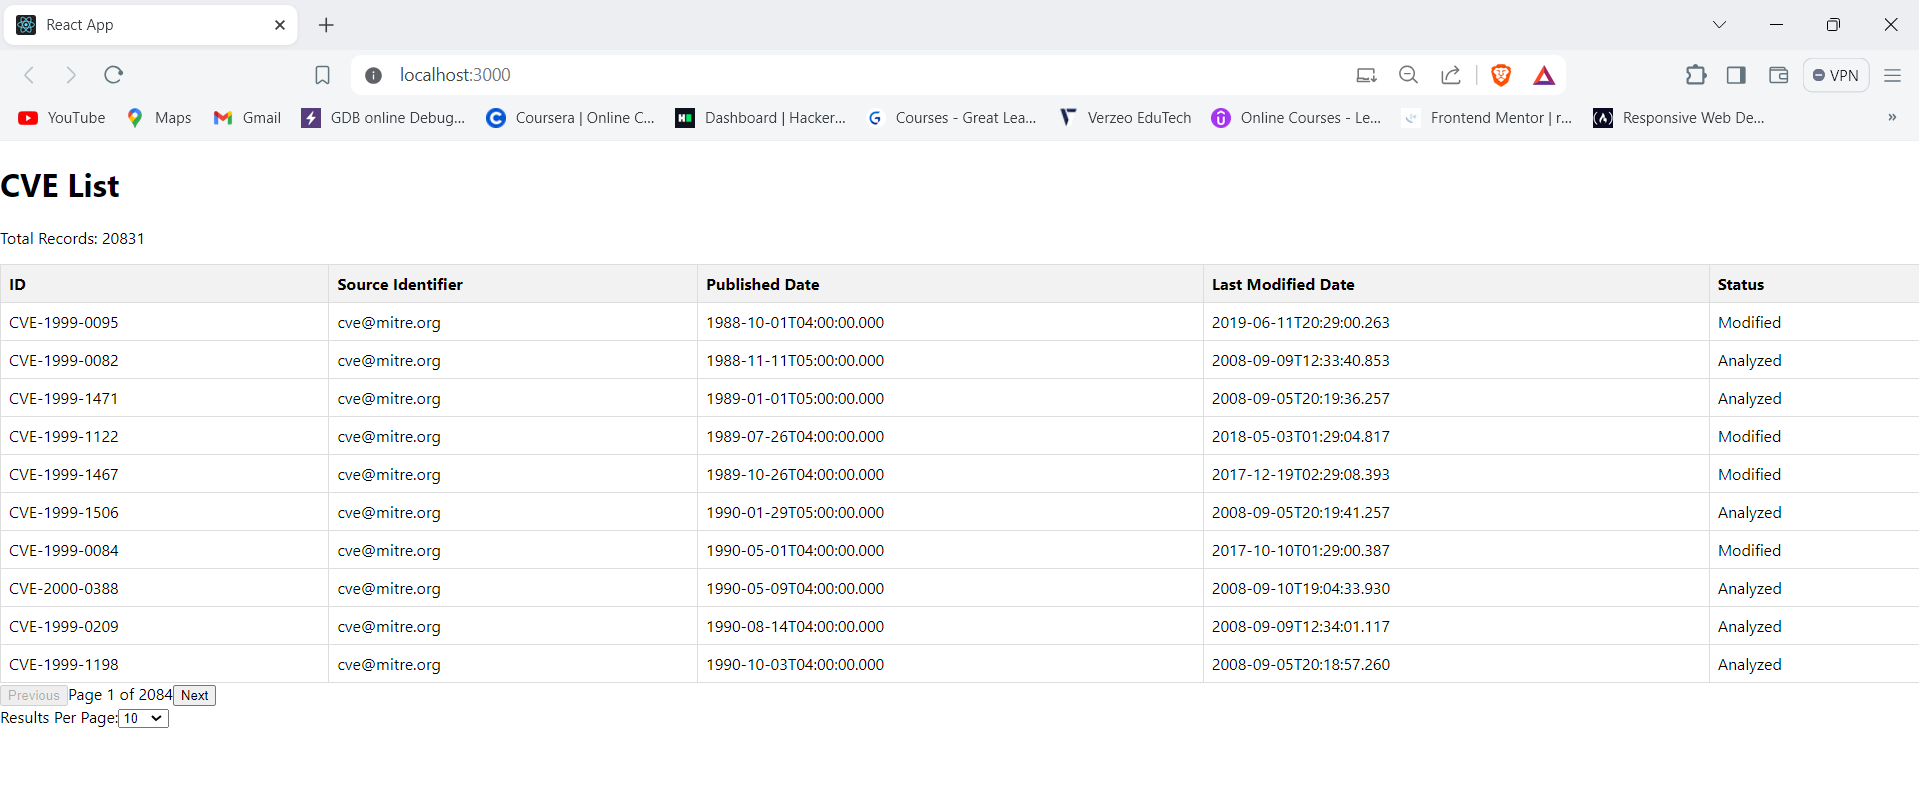 React App
localhost:3000
VPN
YouTube Maps Gmail GDB online Debug... Coursera | Online C... Dashboard | Hacker... Courses - Great Lea... Verzeo EduTech Online Courses - Le... Frontend Mentor | r... Responsive Web De... »
CVE List
Total Records: 20831
ID Source Identifier Published Date Last Modified Date Status
CVE-1999-0095 cve@mitre.org 1988-10-01T04:00:00.000 2019-06-11T20:29:00.263 Modified
CVE-1999-0082 cve@mitre.org 1988-11-11T05:00:00.000 2008-09-09T12:33:40.853 Analyzed
CVE-1999-1471 cve@mitre.org 1989-01-01T05:00:00.000 2008-09-05T20:19:36.257 Analyzed
CVE-1999-1122 cve@mitre.org 1989-07-26T04:00:00.000 2018-05-03T01:29:04.817 Modified
CVE-1999-1467 cve@mitre.org 1989-10-26T04:00:00.000 2017-12-19T02:29:08.393 Modified
CVE-1999-1506 cve@mitre.org 1990-01-29T05:00:00.000 2008-09-05T20:19:41.257 Analyzed
CVE-1999-0084 cve@mitre.org 1990-05-01T04:00:00.000 2017-10-10T01:29:00.387 Modified
CVE-2000-0388 cve@mitre.org 1990-05-09T04:00:00.000 2008-09-10T19:04:33.930 Analyzed
CVE-1999-0209 cve@mitre.org 1990-08-14T04:00:00.000 2008-09-09T12:34:01.117 Analyzed
CVE-1999-1198 cve@mitre.org 1990-10-03T04:00:00.000 2008-09-05T20:18:57.260 Analyzed
Previous Page 1 of 2084 Next
Results Per Page: 10